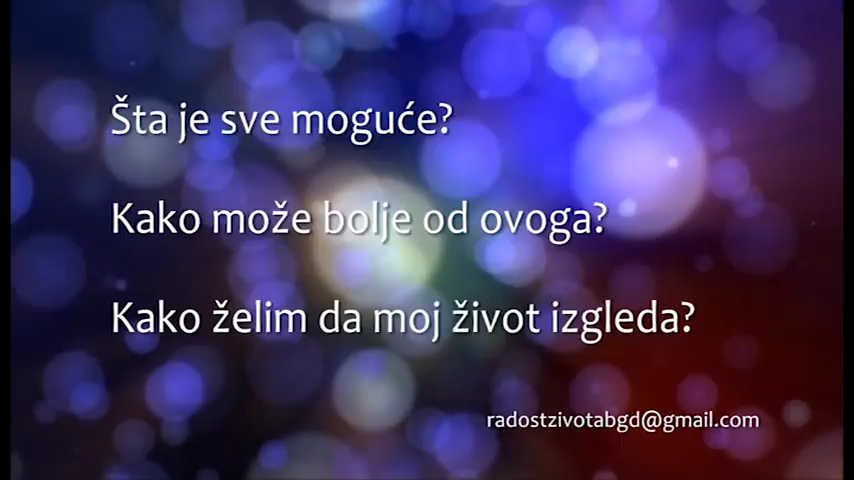 Šta je sve moguće?
Kako može bolje od ovoga?
Kako želim da moj život izgleda?
radostzivotabgd@gmail.com